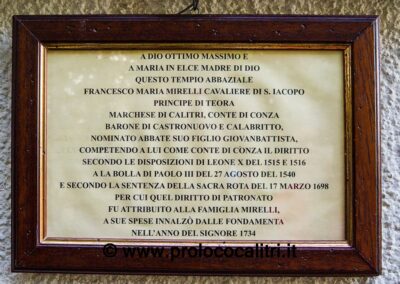 A DIO OTTIMO MASSIMO E
A MARIA IN ELCE MADRE DI DIO
QUESTO TEMPIO ABBAZIALE
FRANCESCO MARIA MIRELLI CAVALIERE DI S. IACOPO
PRINCIPE DI TEORA
MARCHESE DI CALITRI, CONTE DI CONZA
BARONE DI CASTRONUOVO E CALABRITTO,
NOMINATO ABBATE SUO FIGLIO GIOVANBATTISTA,
COMPETENDO A LUI COME CONTE DI CONZA IL DIRITTO
SECONDO LE DISPOSIZIONI DI LEONE X DEL 1515 E 1516
A LA BOLLA DI PAOLO III DEL 27 AGOSTO DEL 1540
E SECONDO LA SENTENZA DELLA SACRA ROTA DEL 17 MARZO 1698
PER CUI QUEL DIRITTO DI PATRONATO
FU ATTRIBUITO ALLA FAMIGLIA MIRELLI,
A SUE SPESE INNALZÒ DALLE FONDAMENTA
NELL'ANNO DEL SIGNORE 1734
© www.prolococalitri.it